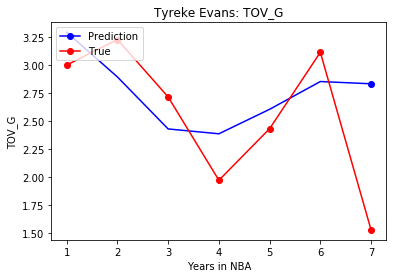 Tyreke Evans: TOV_G
Prediction
True
3.25
3.00
2.75
2.50
2.25
2.00
1.75
1.50
TOV_G
1 2 3 4 5 6 7
Years in NBA